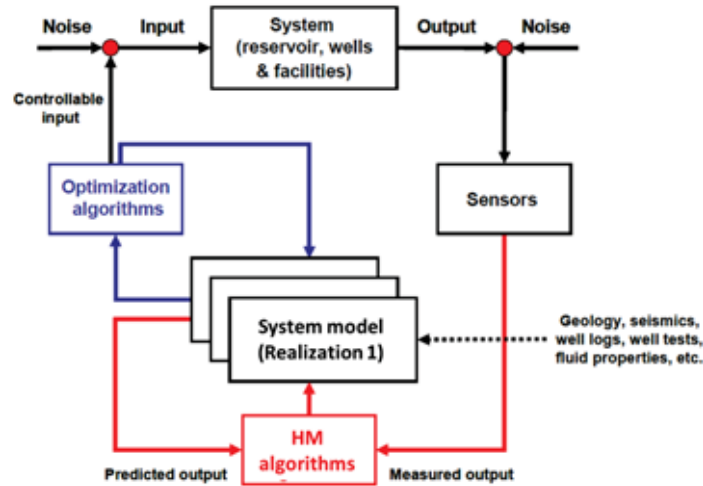 Noise
Input
System
(reservoir, wells
& facilities)
Output
Noise
Controllable
input
Optimization
algorithms
Sensors
System model
(Realization 1)
Geology, seismics,
well logs, well tests,
fluid properties, etc.
HM
algorithms
Predicted output
Measured output